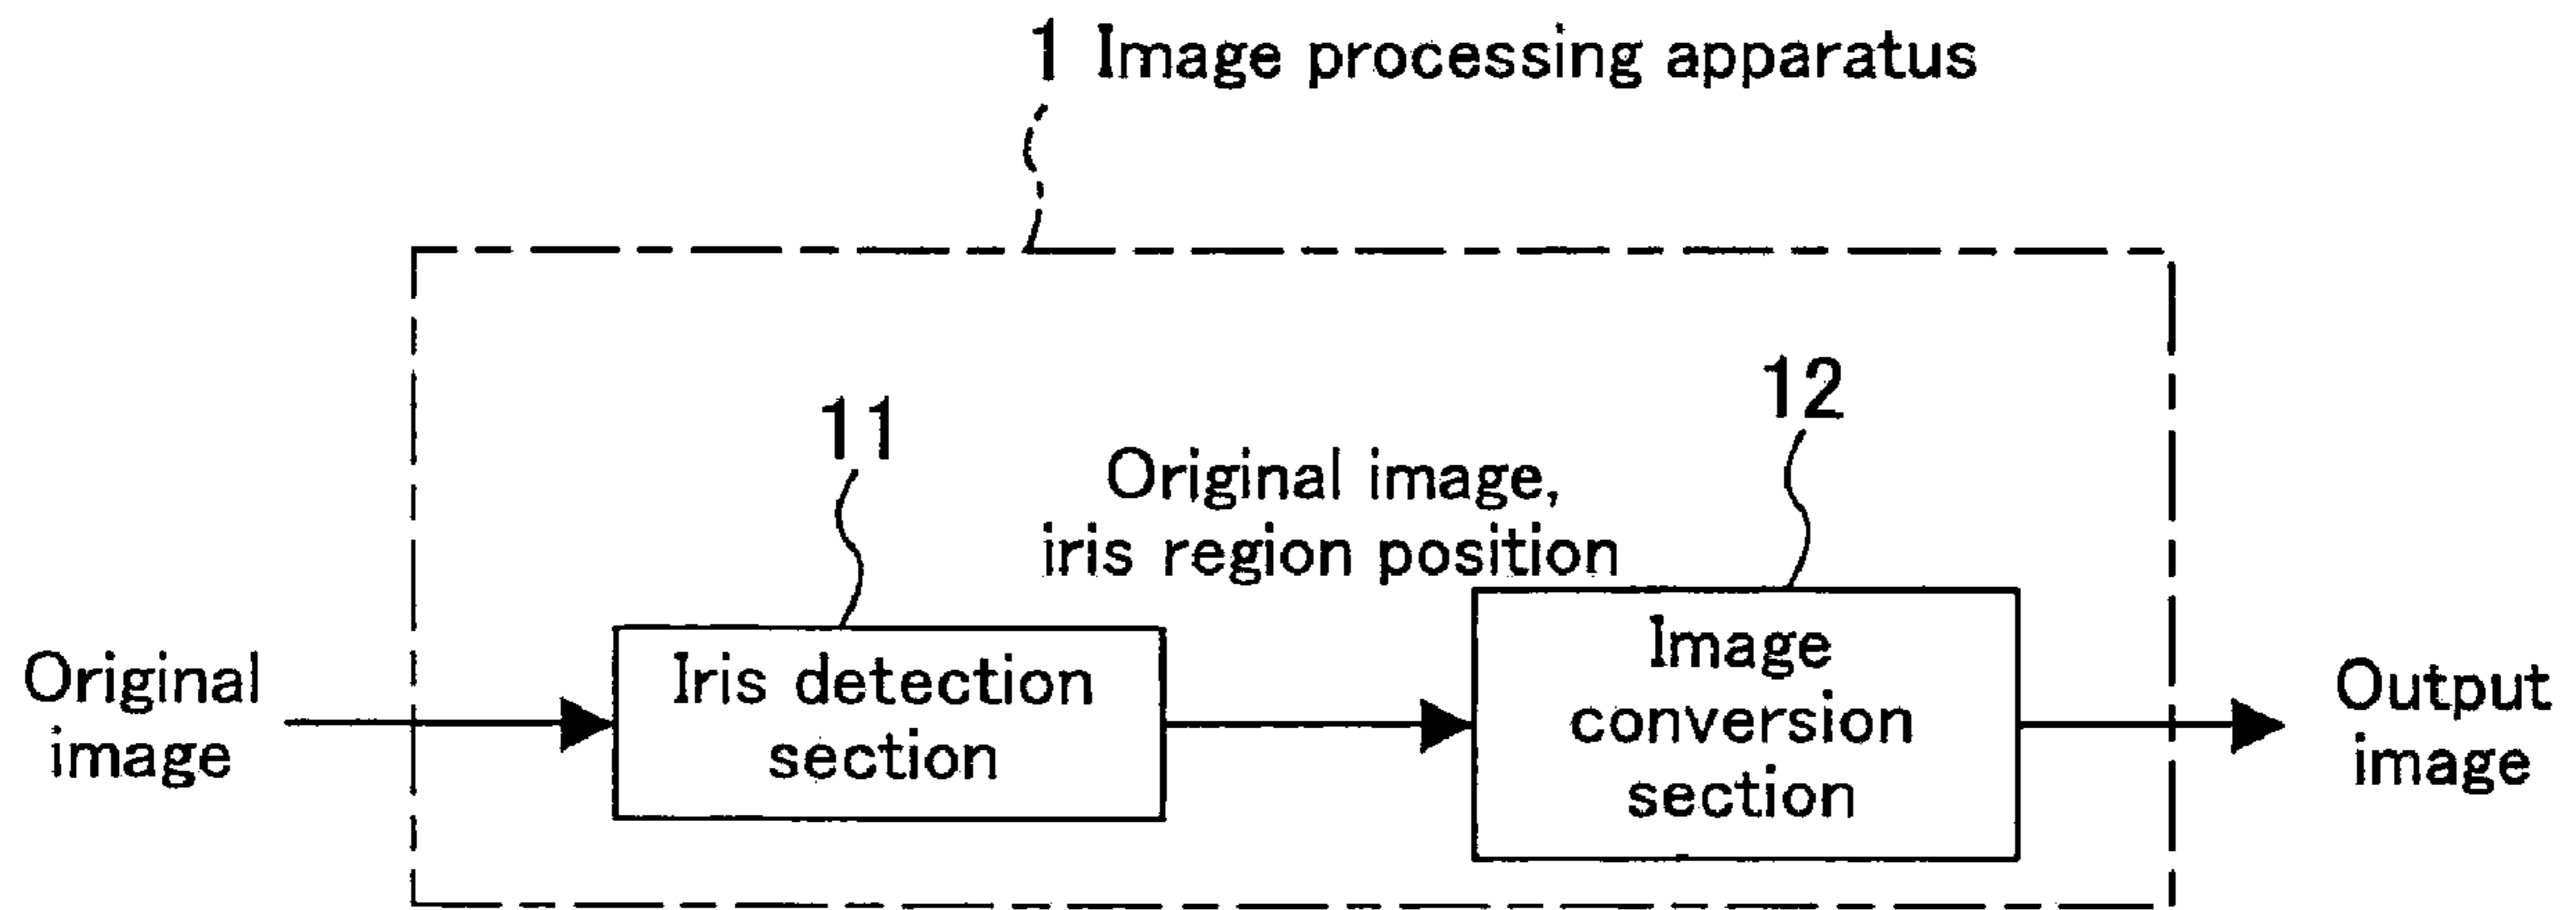 1 Image processing apparatus
11
12
Original image,
iris region position
Original
image
Iris detection
section
Image
conversion
section
Output
image